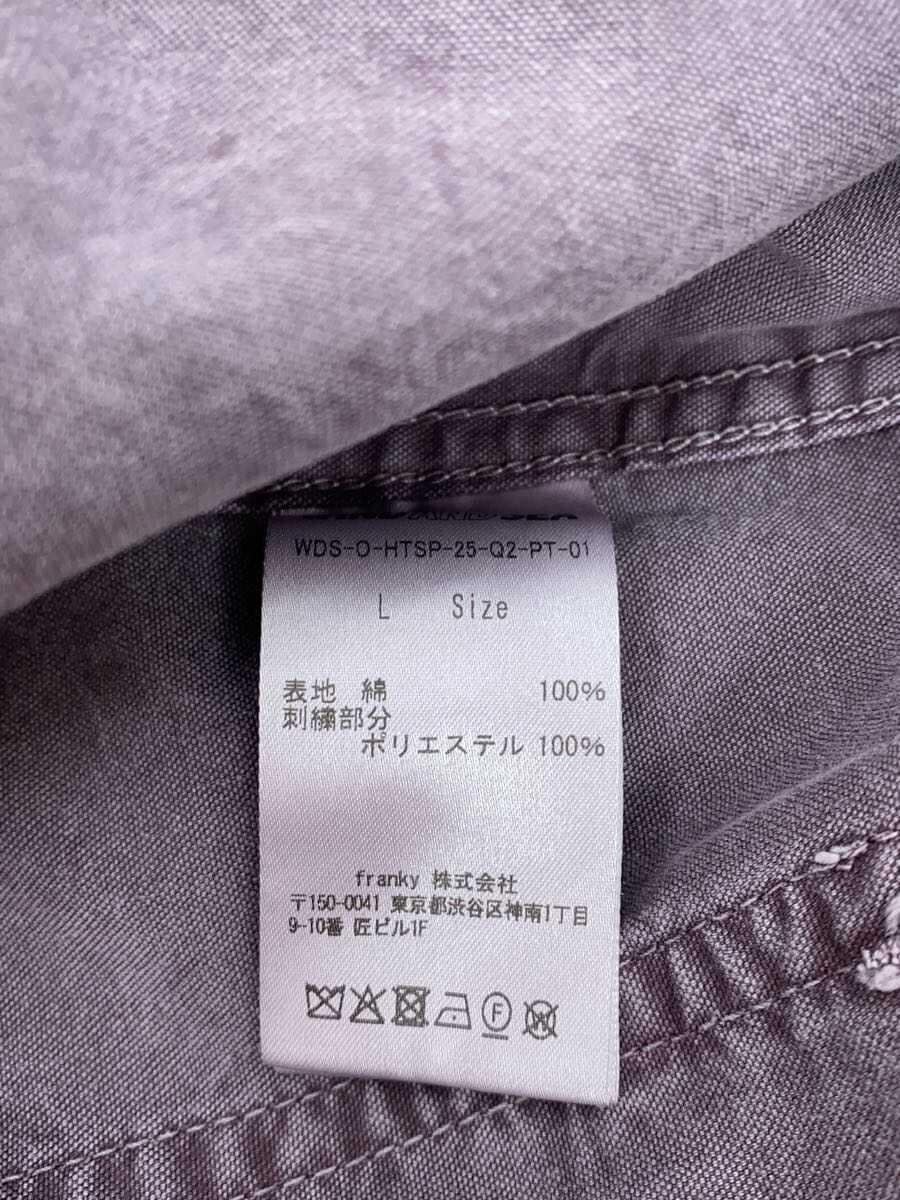 WDS-O-HTSP-25-Q2-PT-01
L Size
表地 綿 100%
刺繍部分
ポリエステル 100%
franky 株式会社
〒150-0041 東京都渋谷区神南1丁目
9-10番 匠ビル1F
F
W